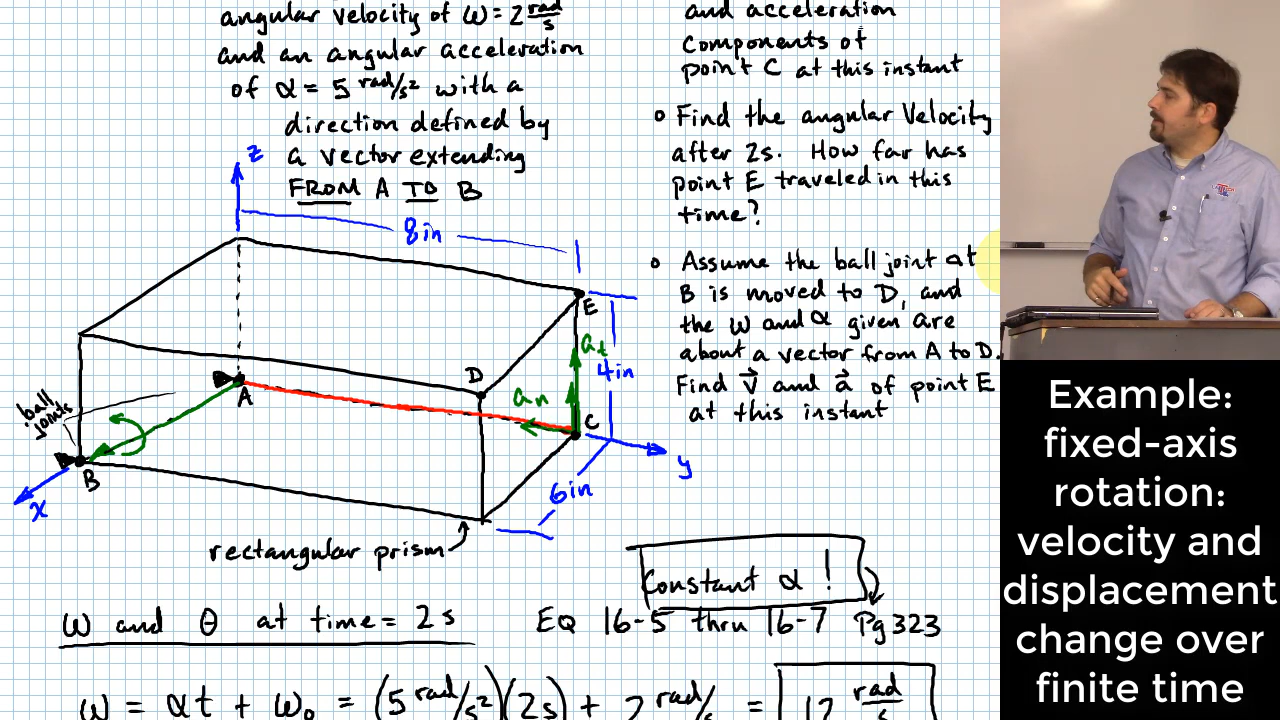 angular velocity of ω = 2 rad/s
and an angular acceleration
of α = 5 rad/s² with a
direction defined by
a vector extending
FROM A TO B
and acceleration
components of
point C at this instant
o Find the angular Velocity
after 2s. How far has
point E traveled in this
time?
o Assume the ball joint at
B is moved to D, and
the ω and α given are
about a vector from A to D.
Find v⃗ and a⃗ of point E
at this instant
z
8in
E
at
4in
D
an
A
C
ball
joints
B
x
y
6in
rectangular prism
Constant α !
ω and θ at time = 2s
EQ 16-5 thru 16-7 Pg 323
ω = αt + ω₀ = (5 rad/s²)(2s) + 2 rad/s = 12 rad/s
Example:
fixed-axis
rotation:
velocity and
displacement
change over
finite time